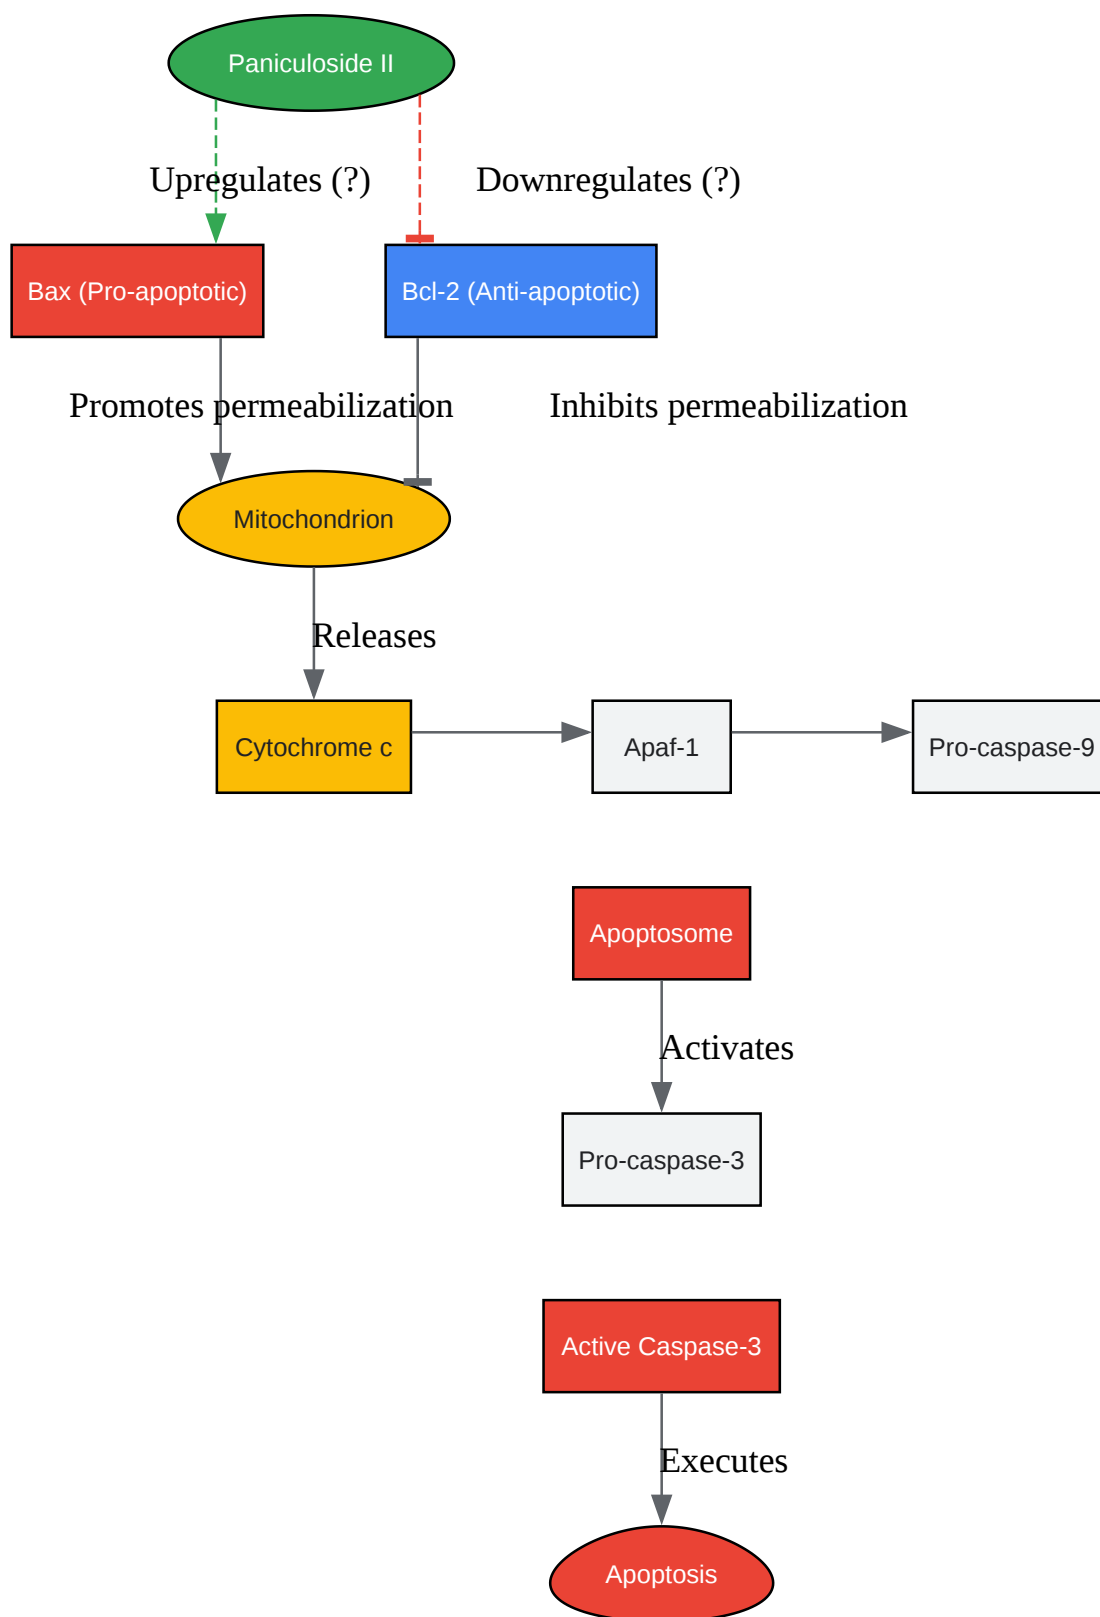 Paniculoside II
Upregulates (?)
Downregulates (?)
Bax (Pro-apoptotic)
Bcl-2 (Anti-apoptotic)
Promotes permeabilization
Inhibits permeabilization
Mitochondrion
Releases
Cytochrome c
Apaf-1
Pro-caspase-9
Apoptosome
Activates
Pro-caspase-3
Active Caspase-3
Executes
Apoptosis